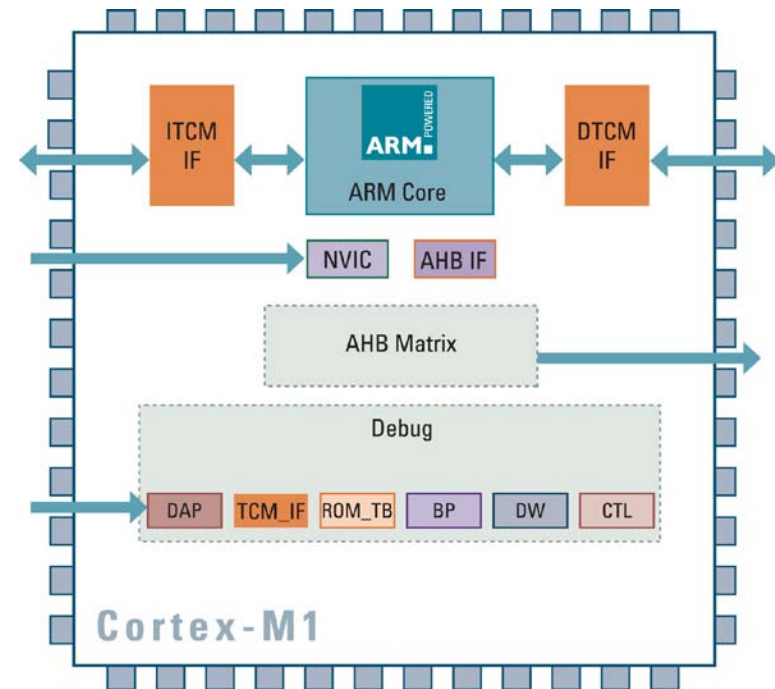 ITCM
IF
ARM
POWERED
ARM Core
DTCM
IF
NVIC
AHB IF
AHB Matrix
Debug
DAP
TCM_IF
ROM_TB
BP
DW
CTL
Cortex-M1